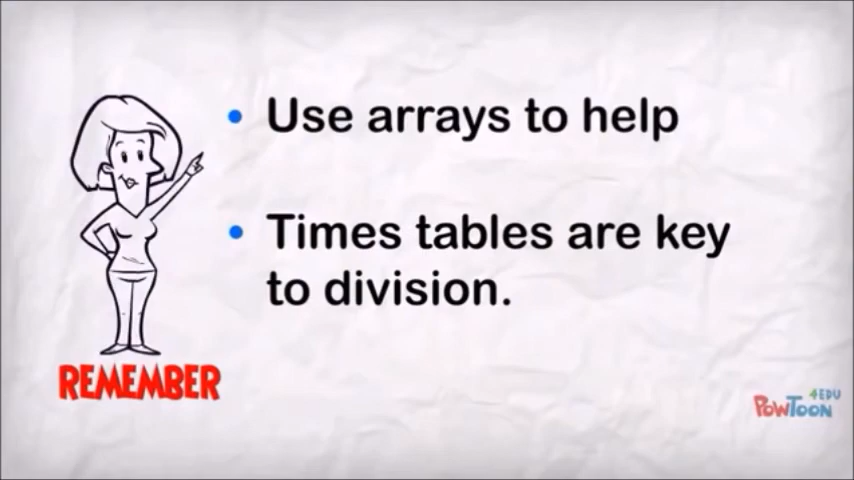 Use arrays to help
Times tables are key
to division.
REMEMBER
4EDU
POWTOON